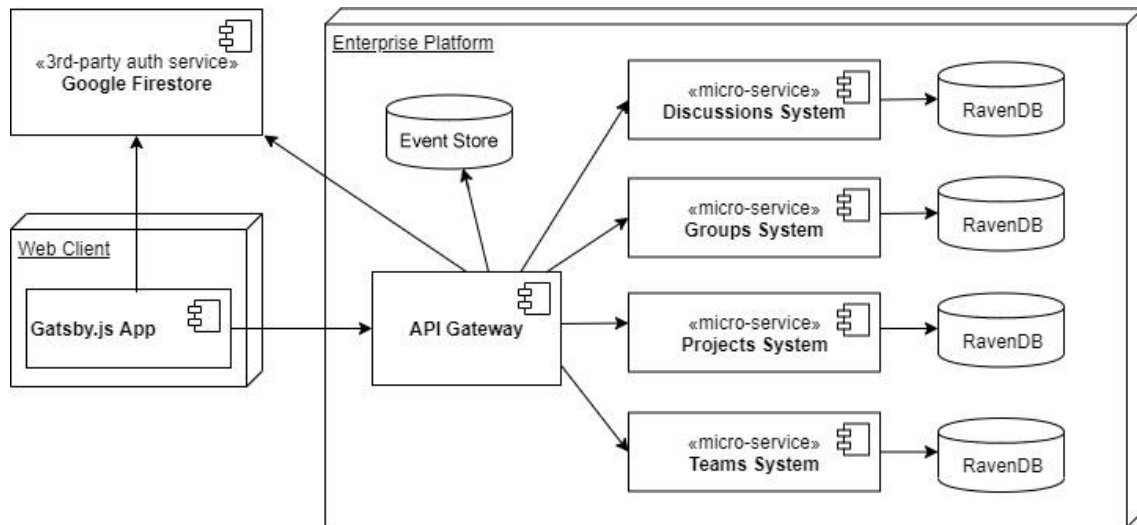 «3rd-party auth service»
Google Firestore
Enterprise Platform
Event Store
«micro-service»
Discussions System
RavenDB
«micro-service»
Groups System
RavenDB
Web Client
Gatsby.js App
API Gateway
«micro-service»
Projects System
RavenDB
«micro-service»
Teams System
RavenDB